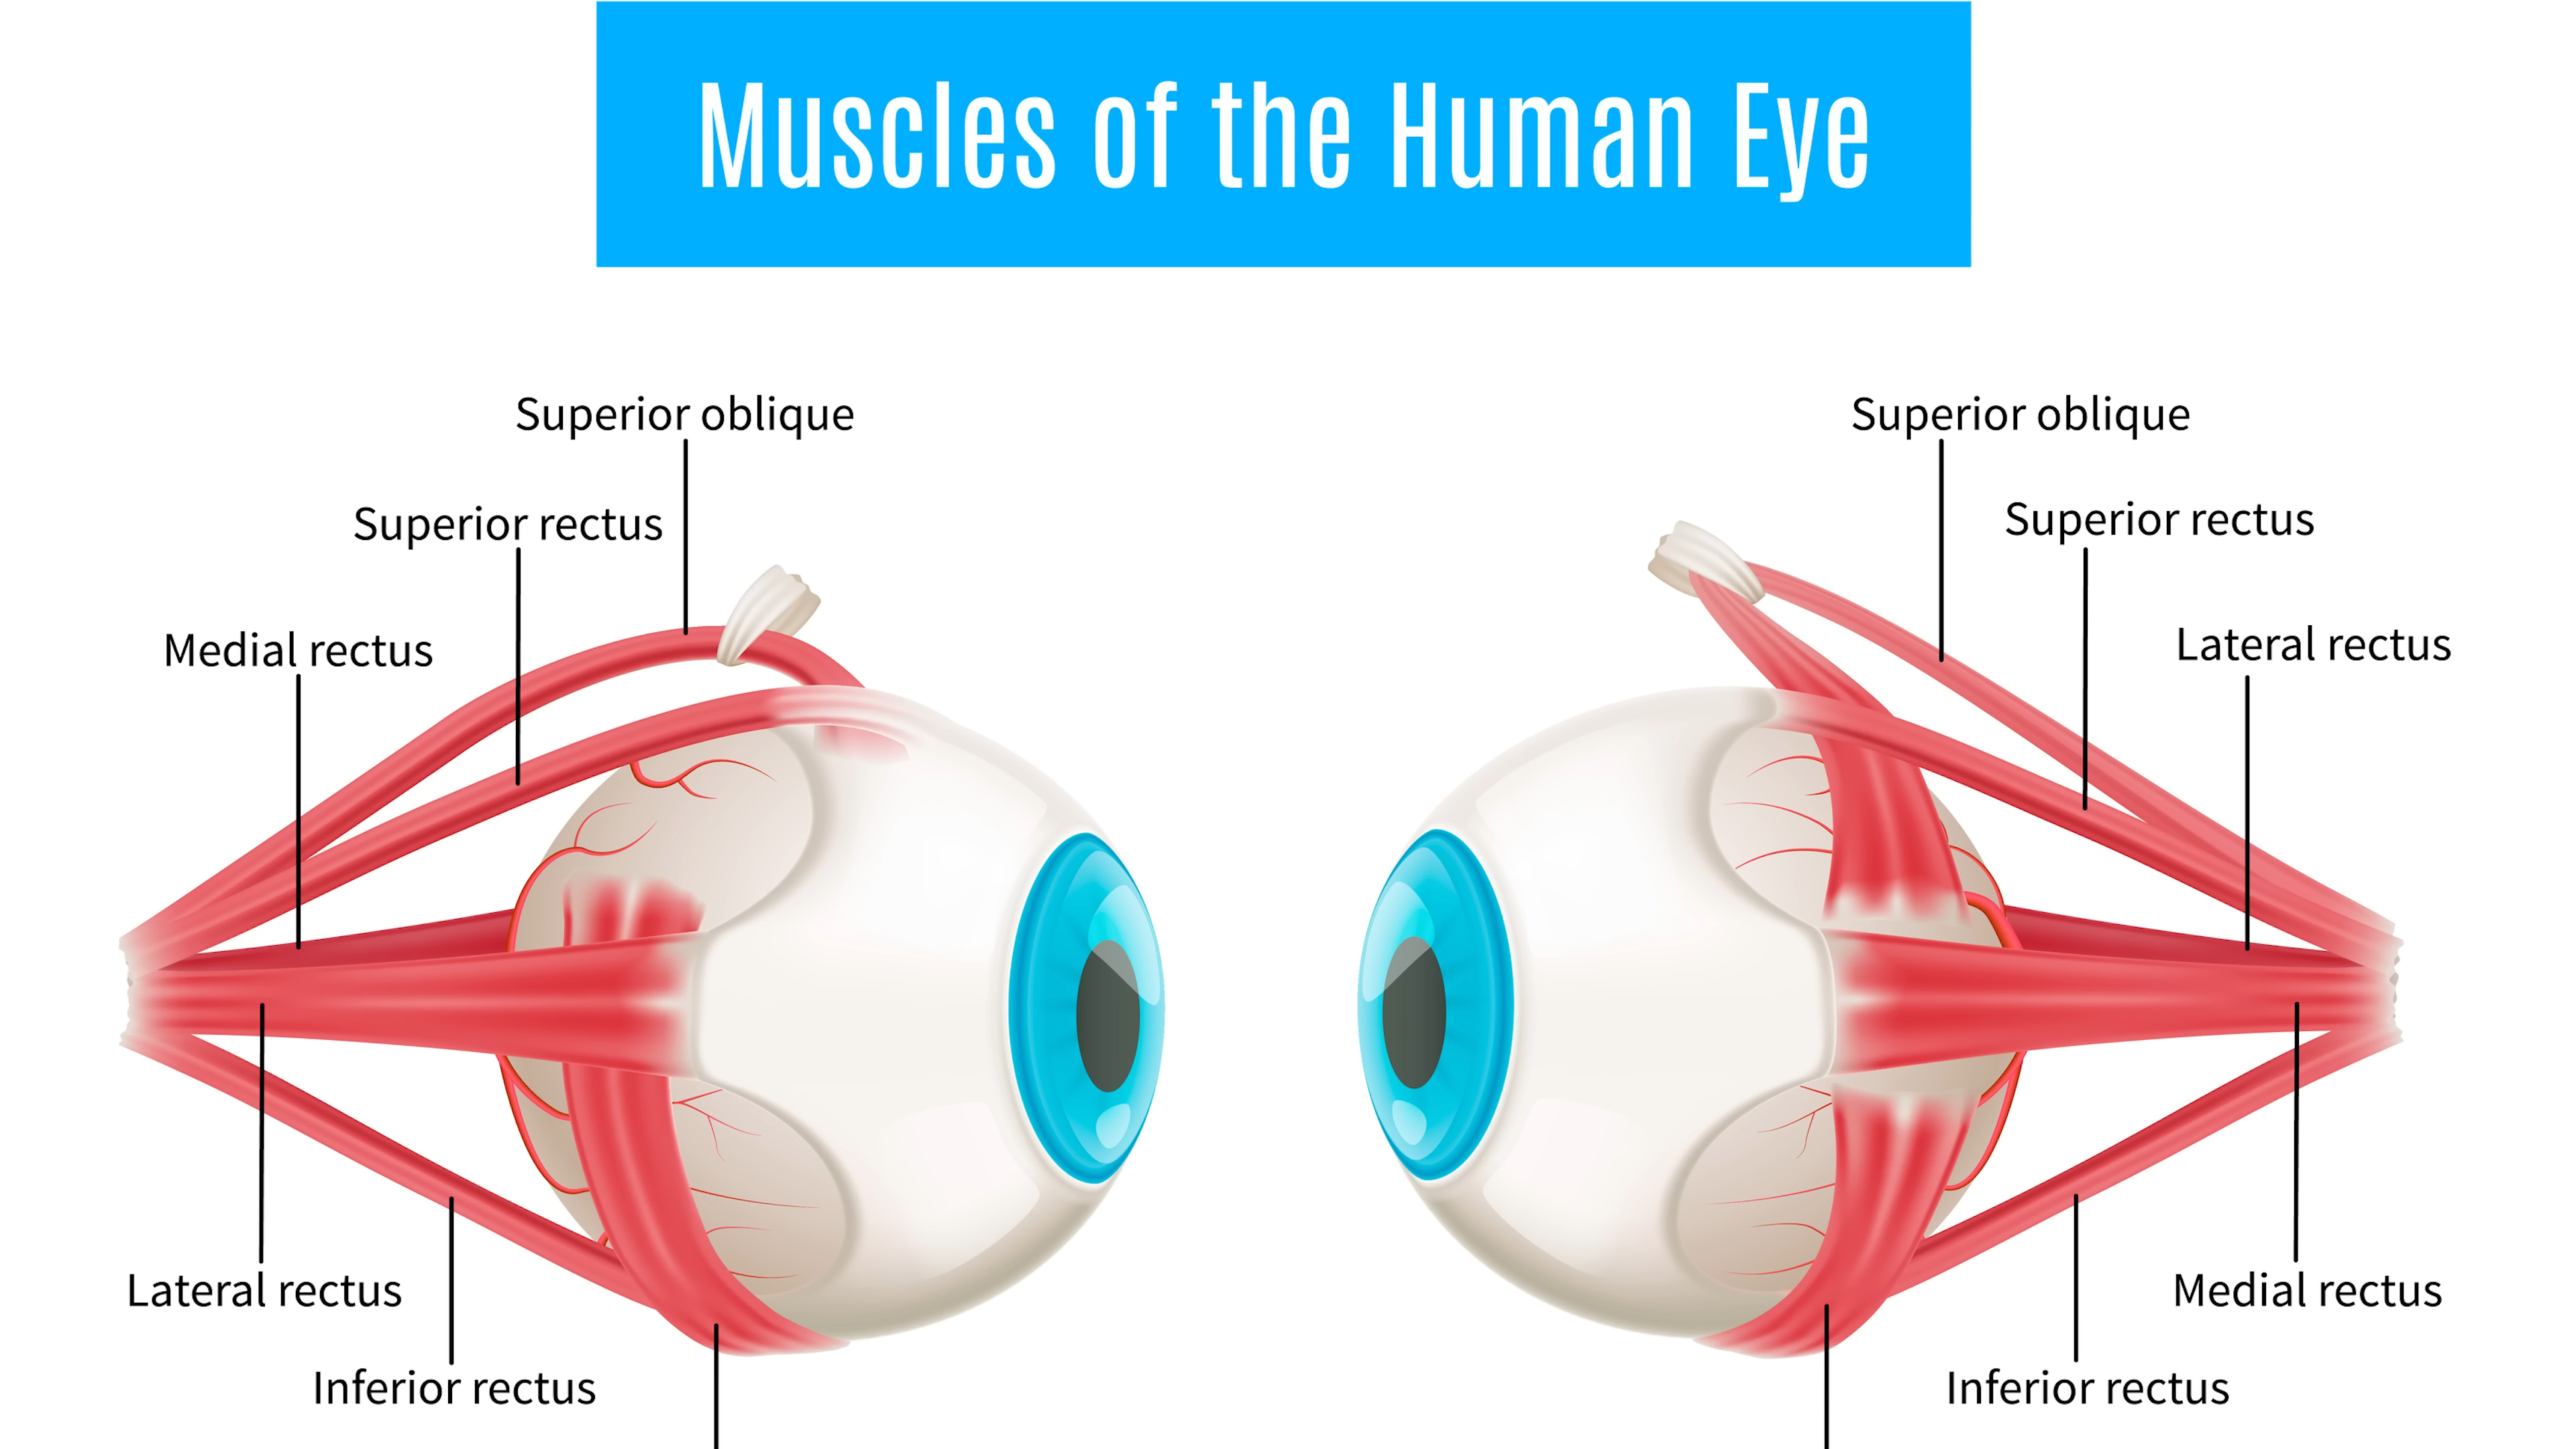 Muscles of the Human Eye
Superior oblique
Superior rectus
Medial rectus
Lateral rectus
Inferior rectus
Superior oblique
Superior rectus
Lateral rectus
Medial rectus
Inferior rectus